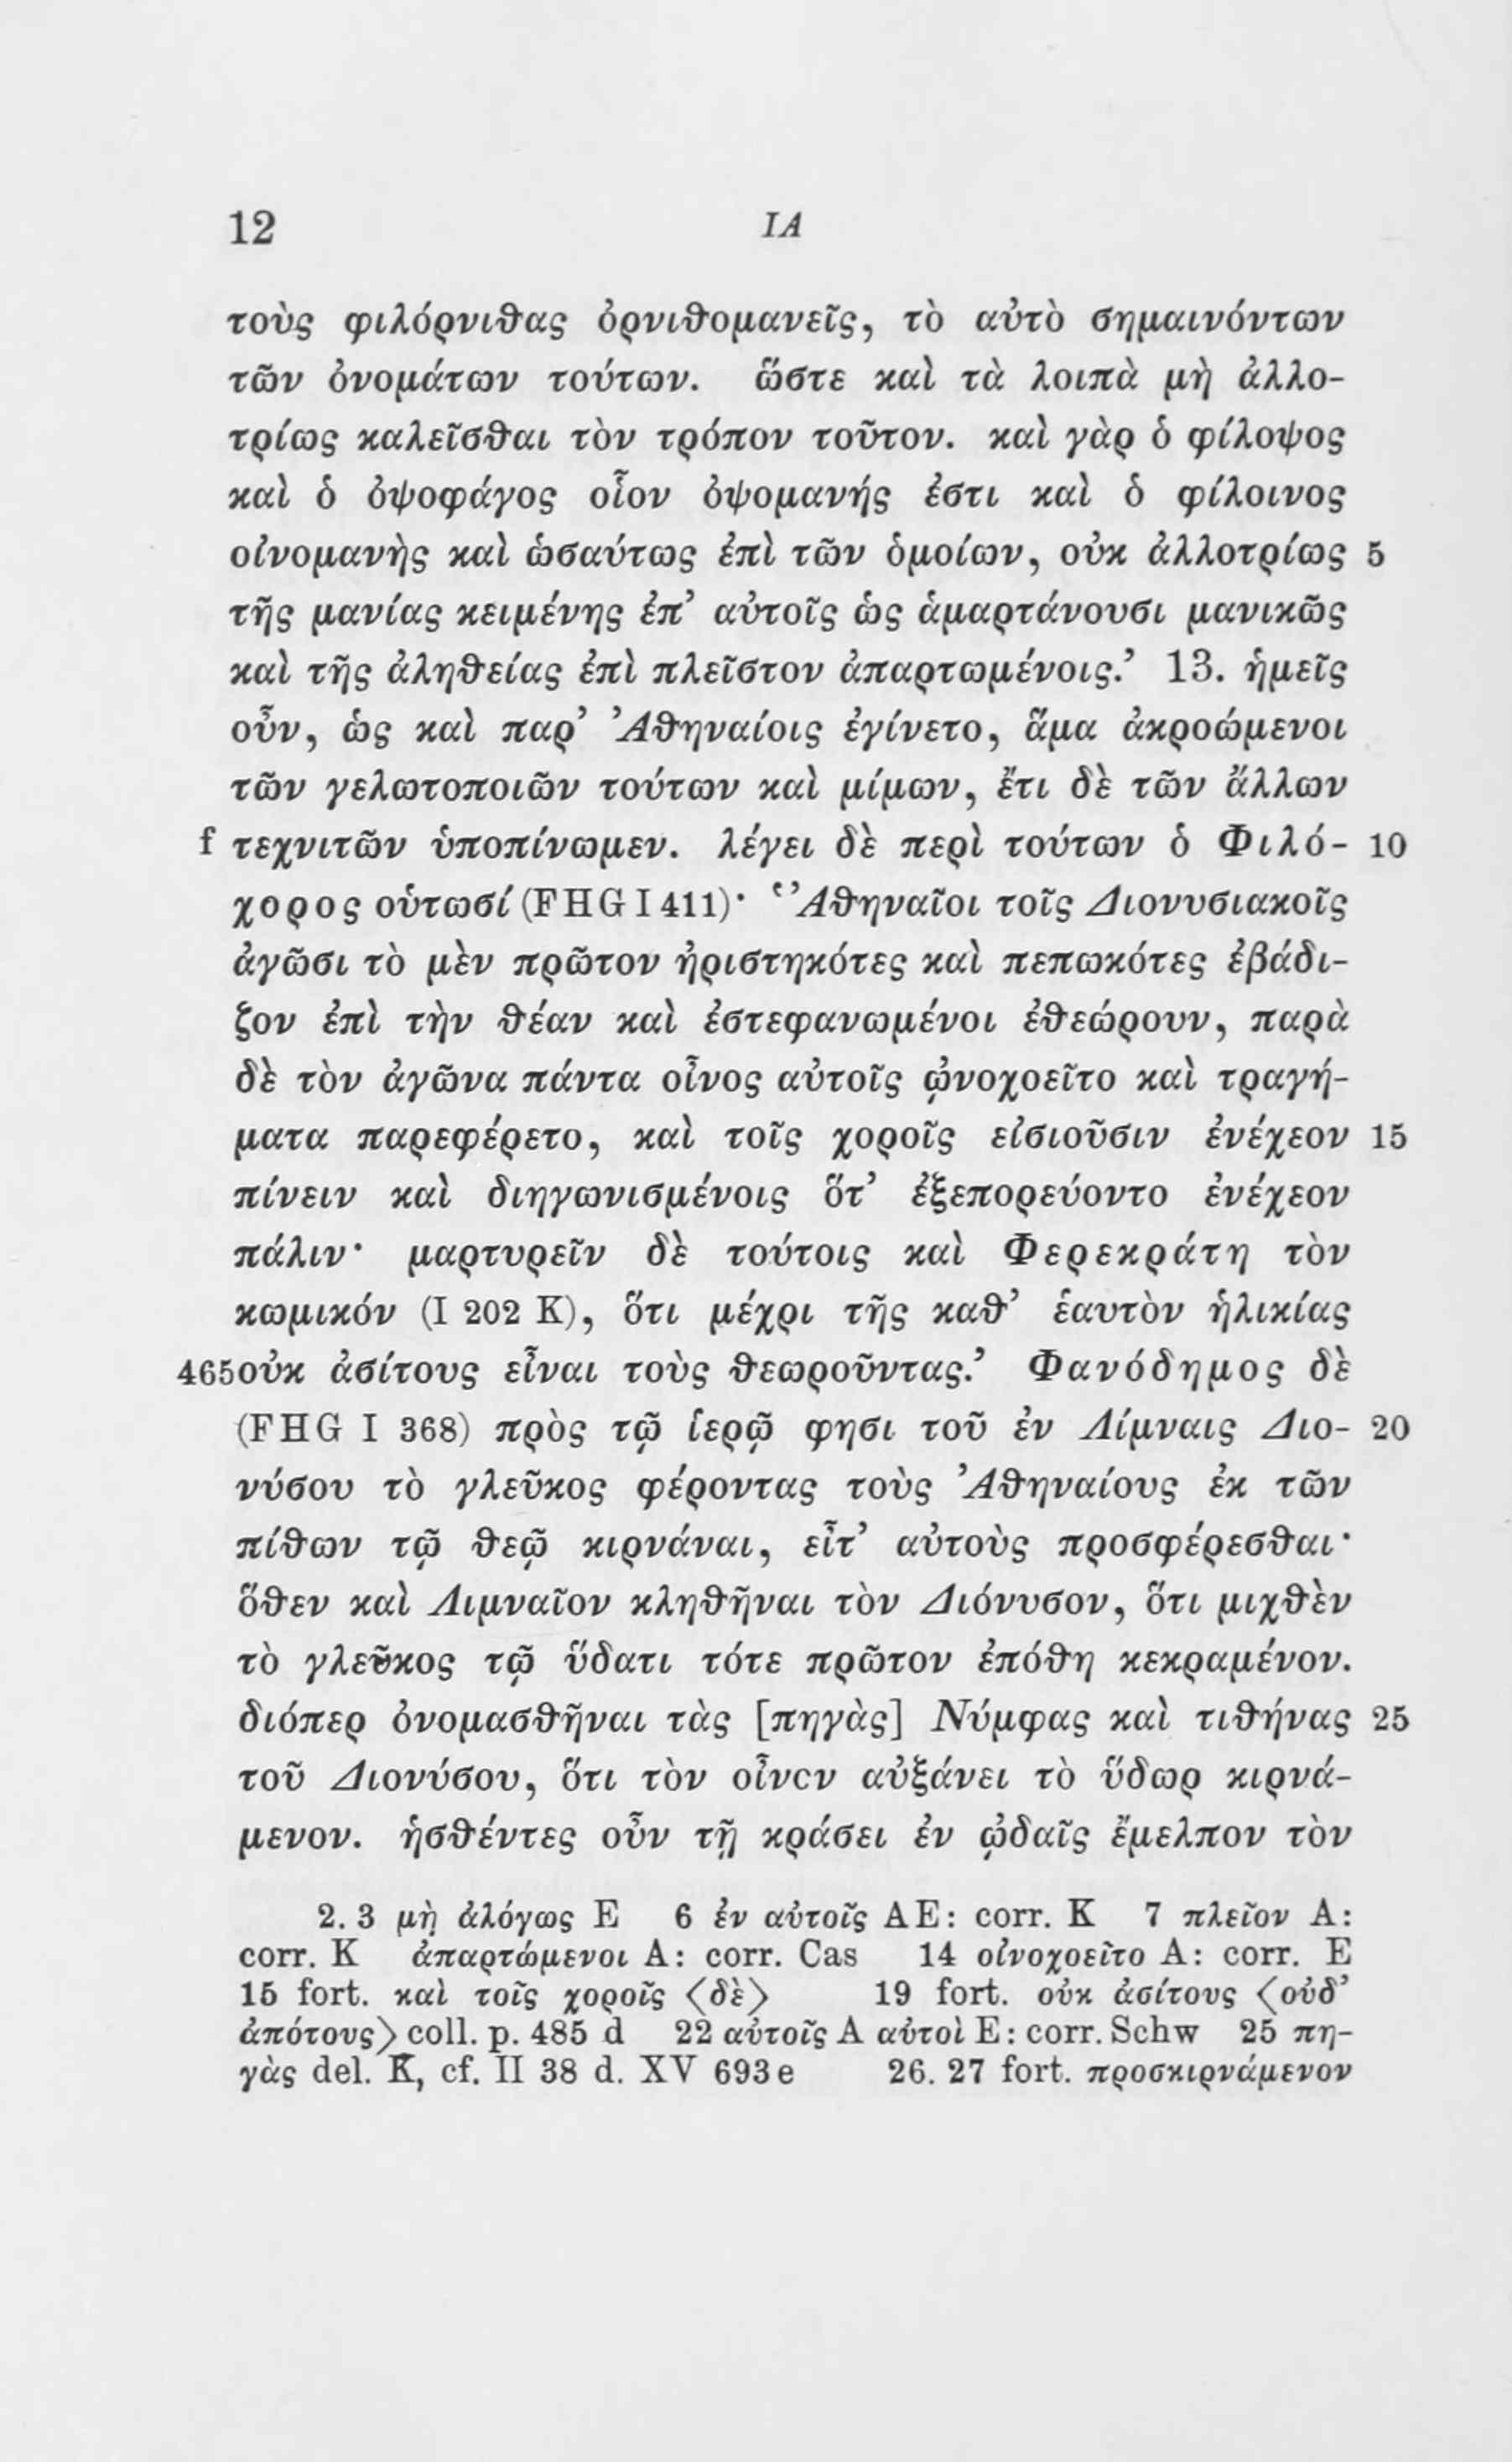 12 ΙΑ
τοὺς φιλόρνιθας ὀρνιθομανεῖς, τὸ αὐτὸ σημαινόντων
τῶν ὀνομάτων τούτων. ὥστε καὶ τὰ λοιπὰ μὴ ἀλλο-
τρίως καλεῖσθαι τὸν τρόπον τοῦτον. καὶ γὰρ ὁ φίλοψος
καὶ ὁ ὀψοφάγος οἷον ὀψομανής ἐστι καὶ ὁ φίλοινος
οἰνομανὴς καὶ ὡσαύτως ἐπὶ τῶν ὁμοίων, οὐκ ἀλλοτρίως 5
τῆς μανίας κειμένης ἐπ’ αὐτοῖς ὡς ἁμαρτάνουσι μανικῶς
καὶ τῆς ἀληθείας ἐπὶ πλεῖστον ἀπαρτωμένοις.’ 13. ἡμεῖς
οὖν, ὡς καὶ παρ’ Ἀθηναίοις ἐγίνετο, ἅμα ἀκροώμενοι
τῶν γελωτοποιῶν τούτων καὶ μίμων, ἔτι δὲ τῶν ἄλλων
f τεχνιτῶν ὑποπίνωμεν. λέγει δὲ περὶ τούτων ὁ Φιλό- 10
χορος οὑτωσί (FHG I 411)· ‘Ἀθηναῖοι τοῖς Διονυσιακοῖς
ἀγῶσι τὸ μὲν πρῶτον ἠριστηκότες καὶ πεπωκότες ἐβάδι-
ζον ἐπὶ τὴν θέαν καὶ ἐστεφανωμένοι ἐθεώρουν, παρὰ
δὲ τὸν ἀγῶνα πάντα οἶνος αὐτοῖς ᾠνοχοεῖτο καὶ τραγή-
ματα παρεφέρετο, καὶ τοῖς χοροῖς εἰσιοῦσιν ἐνέχεον 15
πίνειν καὶ διηγωνισμένοις ὅτ’ ἐξεπορεύοντο ἐνέχεον
πάλιν· μαρτυρεῖν δὲ τούτοις καὶ Φερεκράτη τὸν
κωμικόν (I 202 K), ὅτι μέχρι τῆς καθ’ ἑαυτὸν ἡλικίας
465 οὐκ ἀσίτους εἶναι τοὺς θεωροῦντας.’ Φανόδημος δὲ
(FHG I 368) πρὸς τῷ ἱερῷ φησι τοῦ ἐν Λίμναις Διο- 20
νύσου τὸ γλεῦκος φέροντας τοὺς Ἀθηναίους ἐκ τῶν
πίθων τῷ θεῷ κιρνάναι, εἶτ’ αὐτοὺς προσφέρεσθαι·
ὅθεν καὶ Λιμναῖον κληθῆναι τὸν Διόνυσον, ὅτι μιχθὲν
τὸ γλεῦκος τῷ ὕδατι τότε πρῶτον ἐπόθη κεκραμένον.
διόπερ ὀνομασθῆναι τὰς [πηγὰς] Νύμφας καὶ τιθήνας 25
τοῦ Διονύσου, ὅτι τὸν οἶνον αὐξάνει τὸ ὕδωρ κιρνά-
μενον. ἡσθέντες οὖν τῇ κράσει ἐν ᾠδαῖς ἔμελπον τὸν
2. 3 μὴ ἀλόγως E 6 ἐν αὐτοῖς AE: corr. K 7 πλεῖον A:
corr. K ἀπαρτώμενοι A: corr. Cas 14 οἰνοχοεῖτο A: corr. E
15 fort. καὶ τοῖς χοροῖς ⟨δὲ⟩ 19 fort. οὐκ ἀσίτους ⟨οὐδ’
ἀπότους⟩ coll. p. 485 d 22 αὐτοῖς A αὐτοὶ E: corr. Schw 25 πη-
γὰς del. K, cf. II 38 d. XV 693 e 26. 27 fort. προσκιρνάμενον